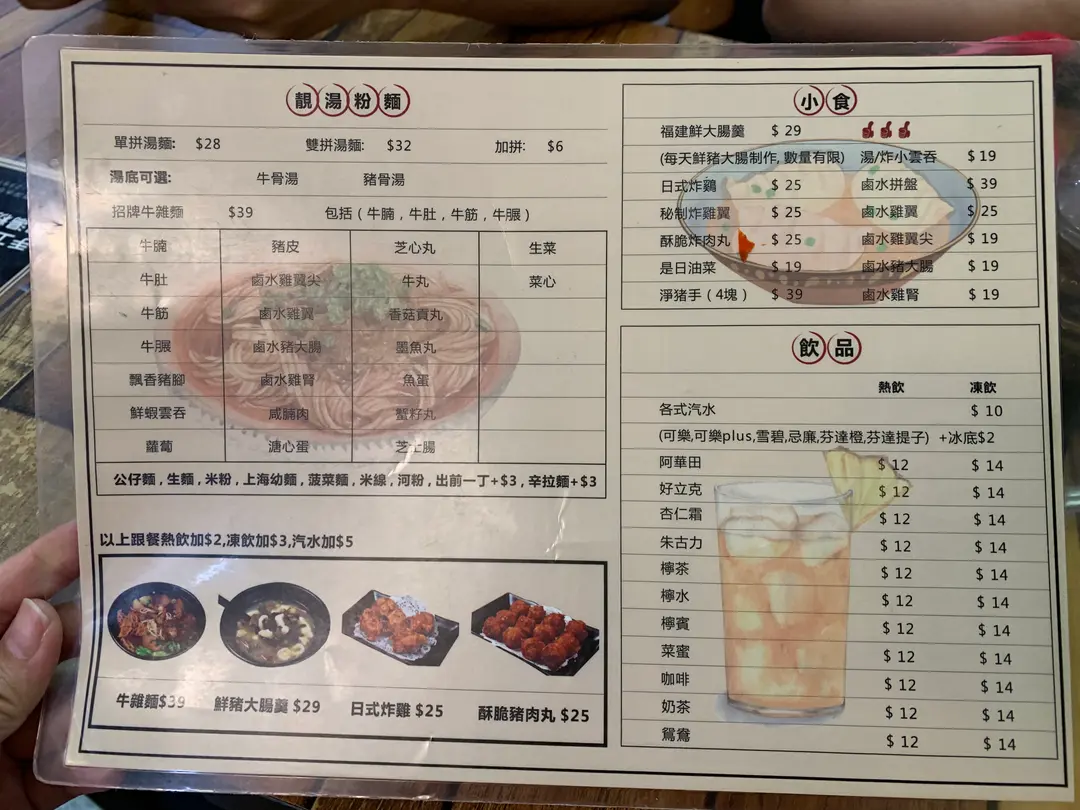 靚湯粉麵
單拼湯麵: $28 雙拼湯麵: $32 加拼: $6
湯底可選: 牛骨湯 豬骨湯
招牌牛雜麵 $39 包括(牛腩,牛肚,牛筋,牛𦟌)
牛腩 豬皮 芝心丸 生菜
牛肚 鹵水雞翼尖 牛丸 菜心
牛筋 鹵水雞翼 香菇貢丸
牛𦟌 鹵水豬大腸 墨魚丸
飄香豬腳 鹵水雞腎 魚蛋
鮮蝦雲吞 咸腩肉 蟹籽丸
蘿蔔 溏心蛋 芝士腸
公仔麵,生麵,米粉,上海幼麵,菠菜麵,米線,河粉,出前一丁+$3,辛拉麵+$3
以上跟餐熱飲加$2,凍飲加$3,汽水加$5
牛雜麵$39 鮮豬大腸羹 $29 日式炸雞 $25 酥脆豬肉丸 $25
小食
福建鮮大腸羹 $ 29
(每天鮮豬大腸制作, 數量有限) 湯/炸小雲吞 $ 19
日式炸鷄 $ 25 鹵水拼盤 $ 39
秘制炸雞翼 $ 25 鹵水雞翼 $ 25
酥脆炸肉丸 $ 25 鹵水雞翼尖 $ 19
是日油菜 $ 19 鹵水豬大腸 $ 19
淨猪手(4塊) $ 39 鹵水雞腎 $ 19
飲品
熱飲 凍飲
各式汽水 $ 10
(可樂,可樂plus,雪碧,忌廉,芬達橙,芬達提子) +冰底$2
阿華田 $ 12 $ 14
好立克 $ 12 $ 14
杏仁霜 $ 12 $ 14
朱古力 $ 12 $ 14
檸茶 $ 12 $ 14
檸水 $ 12 $ 14
檸賓 $ 12 $ 14
菜蜜 $ 12 $ 14
咖啡 $ 12 $ 14
奶茶 $ 12 $ 14
鴛鴦 $ 12 $ 14